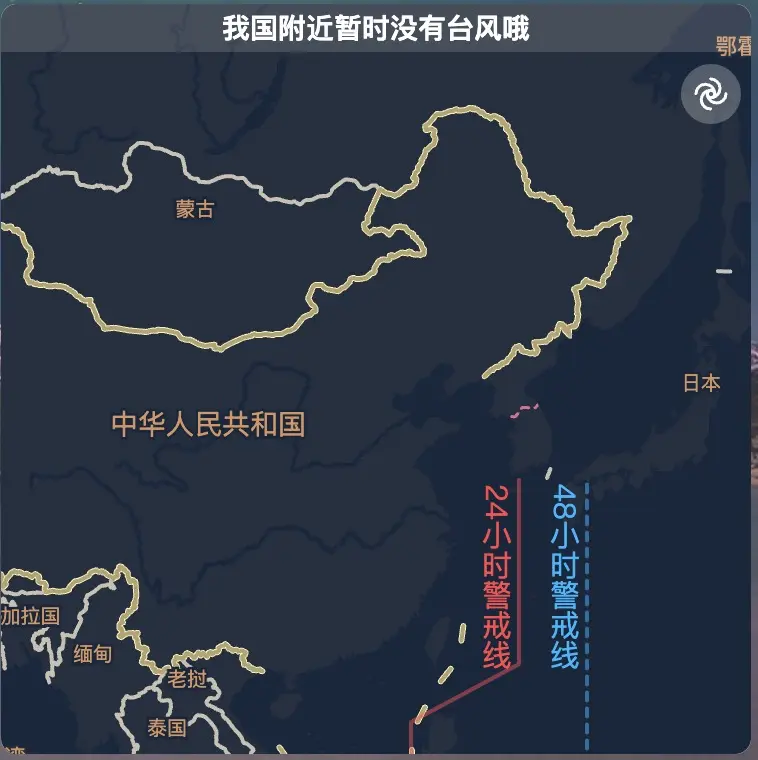 我国附近暂时没有台风哦
鄂霍
蒙古
日本
中华人民共和国
24小时警戒线
48小时警戒线
加拉国
缅甸
老挝
泰国
湾